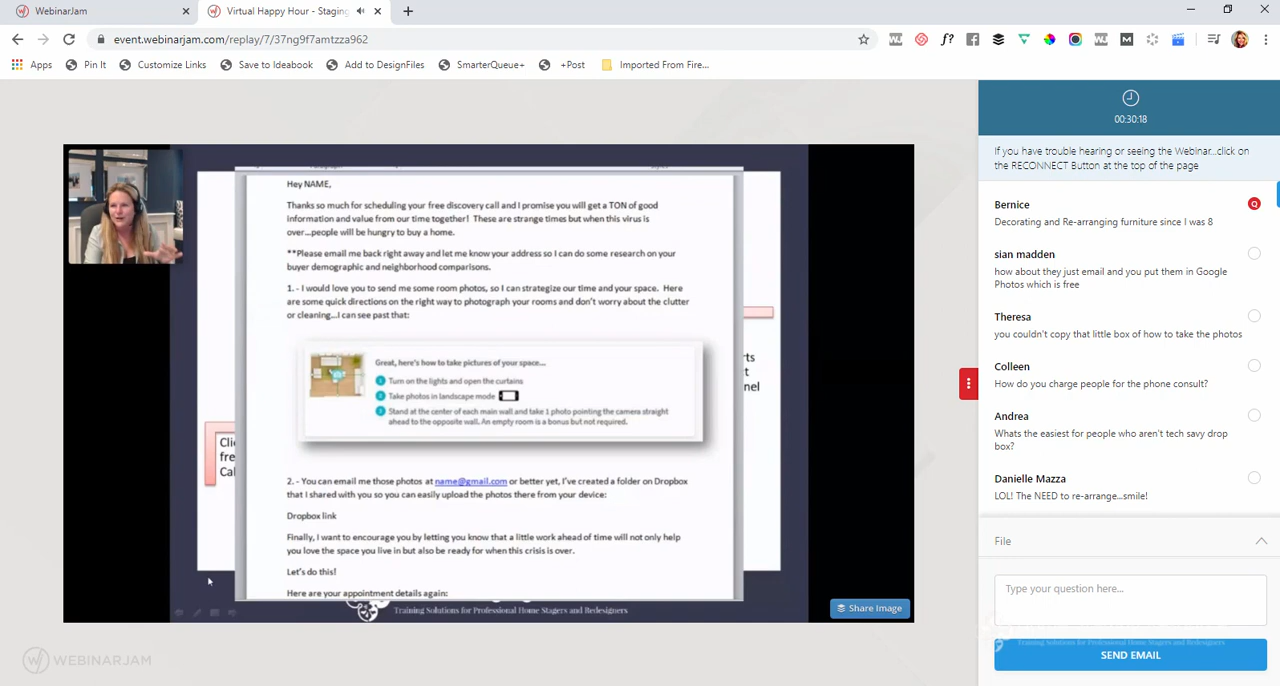 WebinarJam
Virtual Happy Hour - Staging
event.webinarjam.com/replay/7/37ng9f7amtzza962
Apps
Pin It
Customize Links
Save to Ideabook
Add to DesignFiles
SmarterQueue+
+Post
Imported From Fire...
Hey NAME,
Thanks so much for scheduling your free discovery call and I promise you will get a TON of good
information and value from our time together! These are strange times but when this virus is
over...people will be hungry to buy a home.
**Please email me back right away and let me know your address so I can do some research on your
buyer demographic and neighborhood comparisons.
1. - I would love you to send me some room photos, so I can strategize our time and your space. Here
are some quick directions on the right way to photograph your rooms and don't worry about the clutter
or cleaning...I can see past that:
Great, here's how to take pictures of your space...
1 Turn on the lights and open the curtains
2 Take photos in landscape mode
3 Stand at the center of each main wall and take 1 photo pointing the camera straight
ahead to the opposite wall. An empty room is a bonus but not required.
2. - You can email me those photos at name@gmail.com or better yet, I've created a folder on Dropbox
that I shared with you so you can easily upload the photos there from your device:
Dropbox link
Finally, I want to encourage you by letting you know that a little work ahead of time will not only help
you love the space you live in but also be ready for when this crisis is over.
Let's do this!
Here are your appointment details again:
Clic
fre
Cal
rts
t
nel
Training Solutions for Professional Home Stagers and Redesigners
Share Image
WEBINARJAM
00:30:18
If you have trouble hearing or seeing the Webinar...click on
the RECONNECT Button at the top of the page
Bernice
Q
Decorating and Re-arranging furniture since I was 8
sian madden
how about they just email and you put them in Google
Photos which is free
Theresa
you couldn't copy that little box of how to take the photos
Colleen
How do you charge people for the phone consult?
Andrea
Whats the easiest for people who aren't tech savy drop
box?
Danielle Mazza
LOL! The NEED to re-arrange...smile!
File
Type your question here...
Training Solutions for Professional Home Stagers and Redesigners
SEND EMAIL